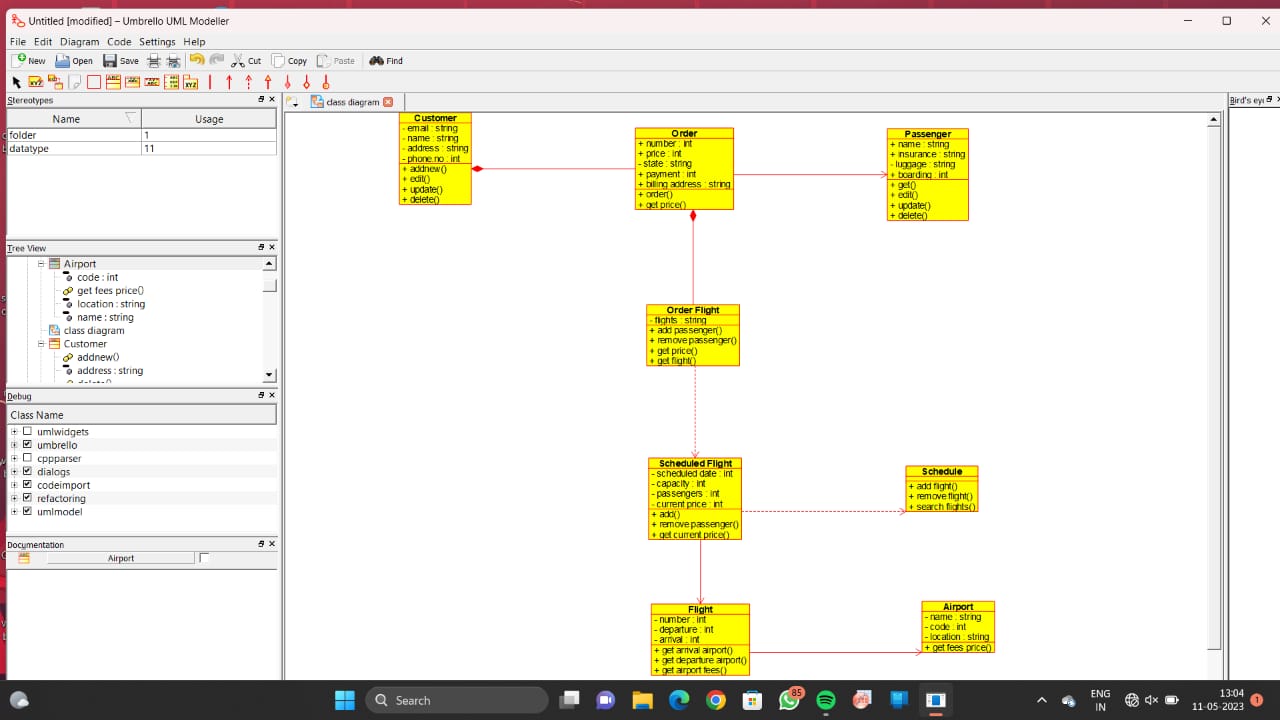 Untitled [modified] – Umbrello UML Modeller
File Edit Diagram Code Settings Help
New Open Save Cut Copy Paste Find
Stereotypes
Name Usage
folder 1
datatype 11
Tree View
Airport
code : int
get fees price()
location : string
name : string
class diagram
Customer
addnew()
address : string
Debug
Class Name
umlwidgets
umbrello
cppparser
dialogs
codeimport
refactoring
umlmodel
Documentation
Airport
class diagram
Bird's eye
Customer
- email : string
- name : string
- address : string
- phone.no : int
+ addnew()
+ edit()
+ update()
+ delete()
Order
+ number : int
+ price : int
- state : string
+ payment : int
+ billing address : string
+ order()
+ get price()
Passenger
+ name : string
+ insurance : string
- luggage : string
+ boarding : int
+ get()
+ edit()
+ update()
+ delete()
Order Flight
- flights : string
+ add passenger()
+ remove passenger()
+ get price()
+ get flight()
Scheduled Flight
- scheduled date : int
- capacity : int
- passengers : int
- current price : int
+ add()
+ remove passenger()
+ get current price()
Schedule
+ add flight()
+ remove flight()
+ search flights()
Flight
- number : int
- departure : int
- arrival : int
+ get arrival airport()
+ get departure airport()
+ get airport fees()
Airport
- name : string
- code : int
- location : string
+ get fees price()
Search
85
ENG
IN
13:04
11-05-2023
1